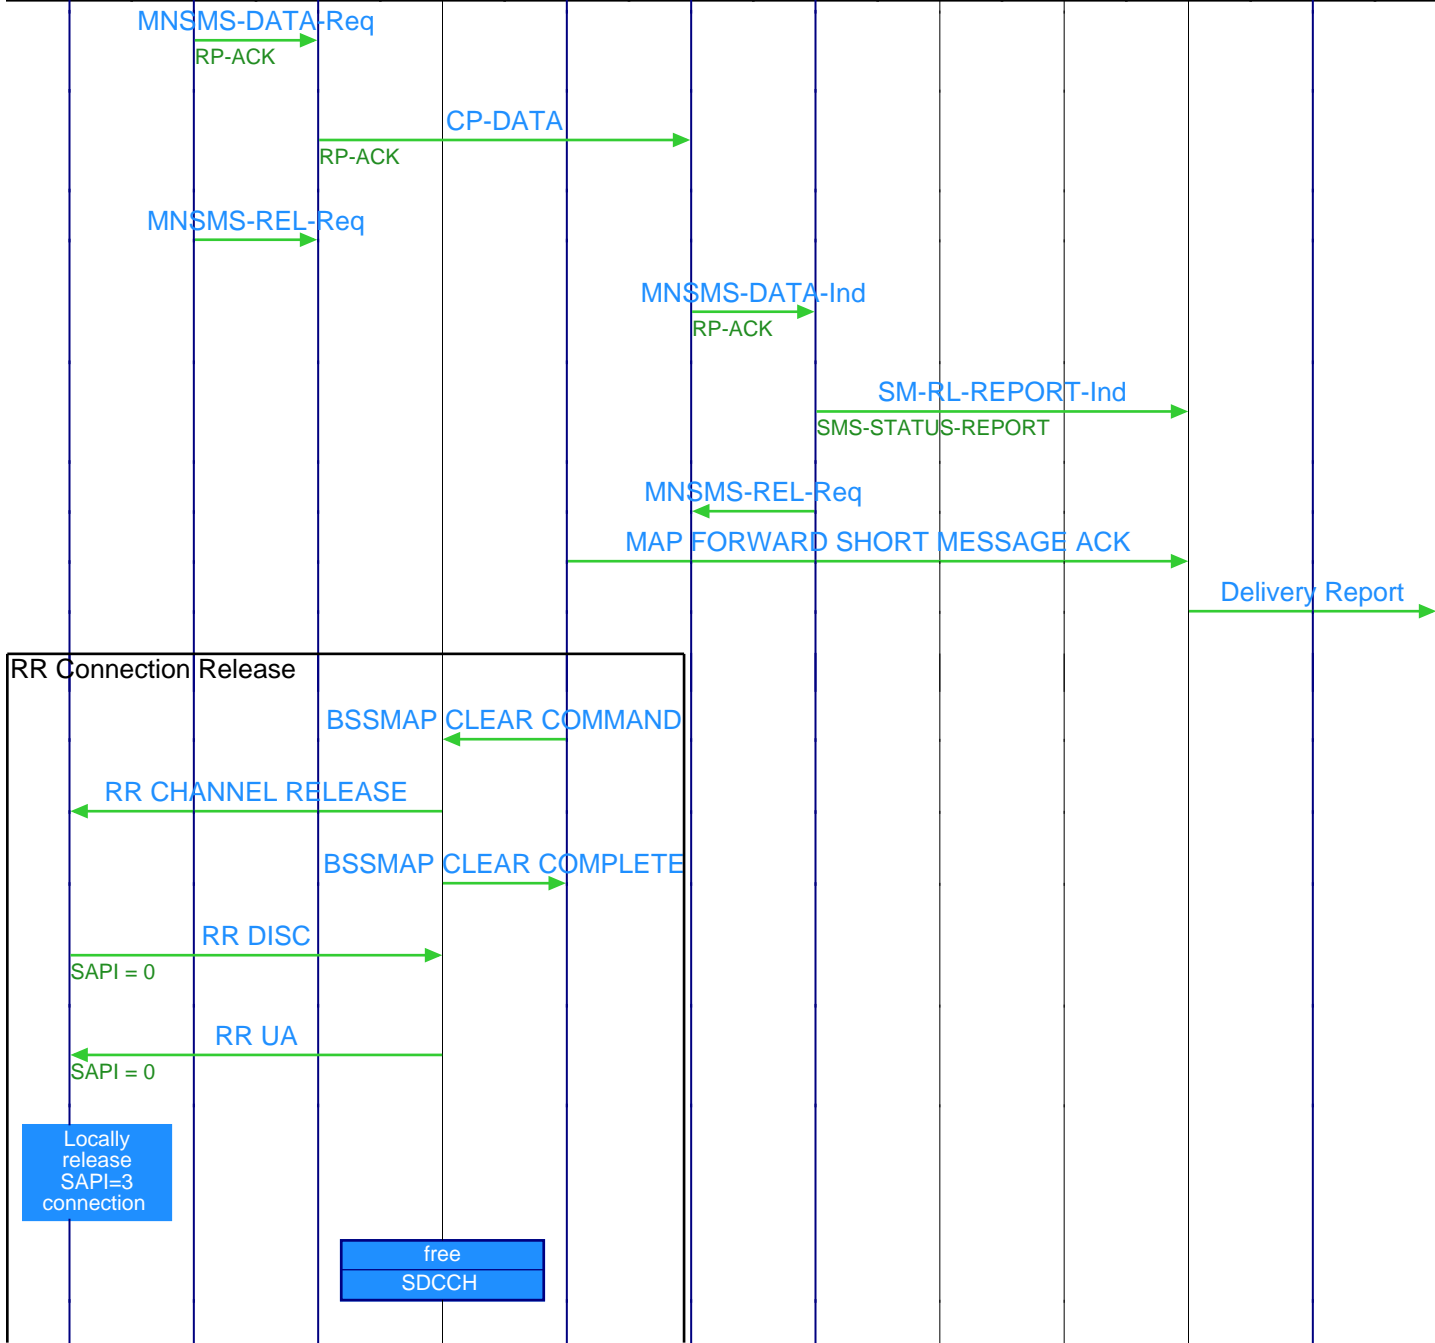 MNSMS-DATA-Req
RP-ACK
CP-DATA
RP-ACK
MNSMS-REL-Req
MNSMS-DATA-Ind
RP-ACK
SM-RL-REPORT-Ind
SMS-STATUS-REPORT
MNSMS-REL-Req
MAP FORWARD SHORT MESSAGE ACK
Delivery Report
RR Connection Release
BSSMAP CLEAR COMMAND
RR CHANNEL RELEASE
BSSMAP CLEAR COMPLETE
RR DISC
SAPI = 0
RR UA
SAPI = 0
Locally
release
SAPI=3
connection
free
SDCCH